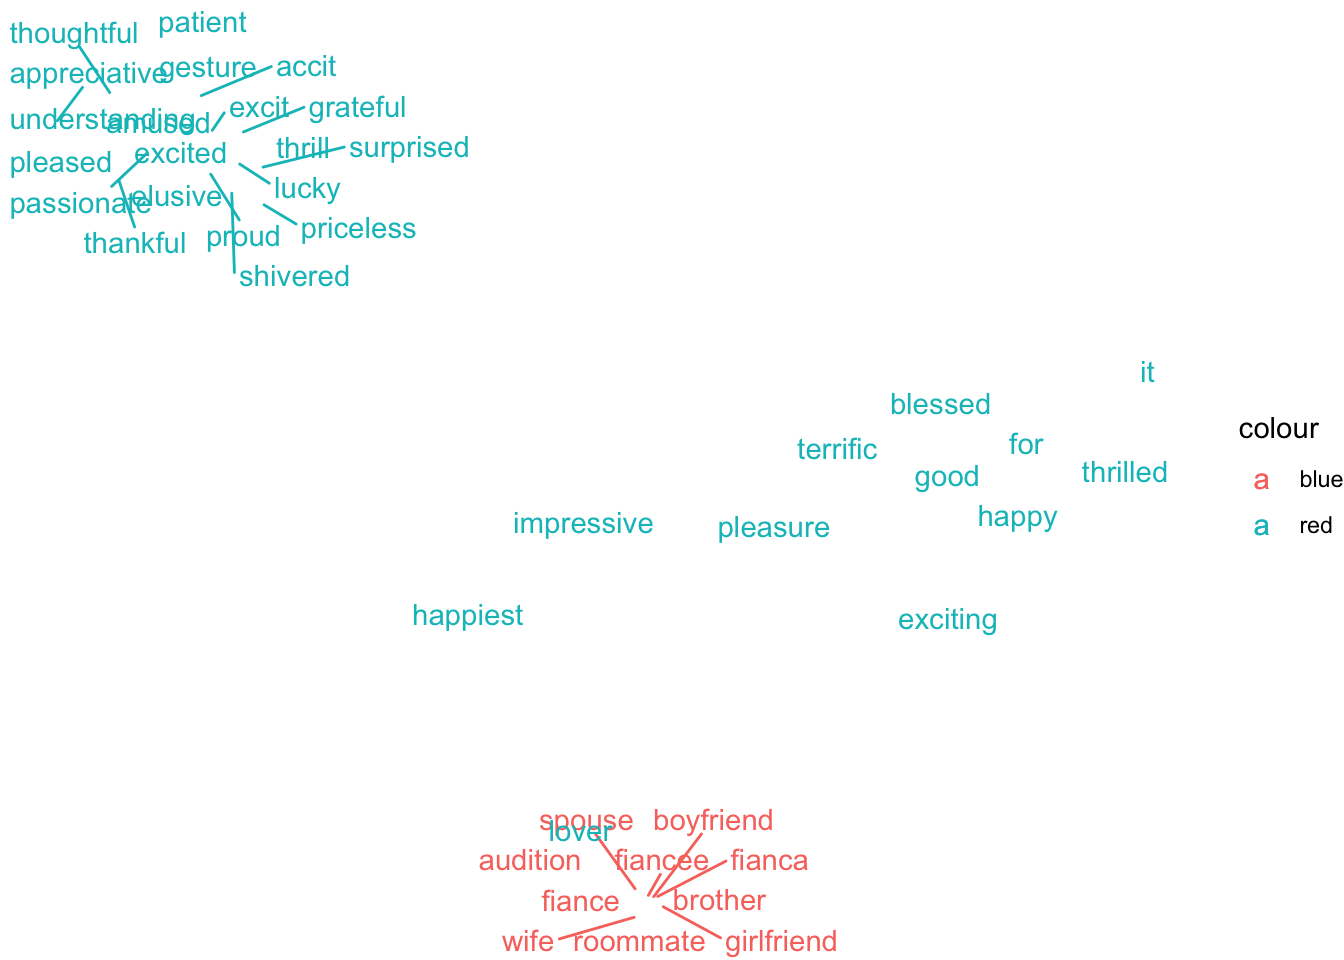 thoughtful
patient
appreciative
gesture
accit
excit
grateful
understanding
amused
thrill
surprised
pleased
excited
lucky
passionate
elusive
priceless
thankful
proud
shivered
it
blessed
terrific
for
good
thrilled
impressive
pleasure
happy
happiest
exciting
colour
a blue
a red
spouse
boyfriend
lover
audition
fiancee
fianca
fiance
brother
wife
roommate
girlfriend